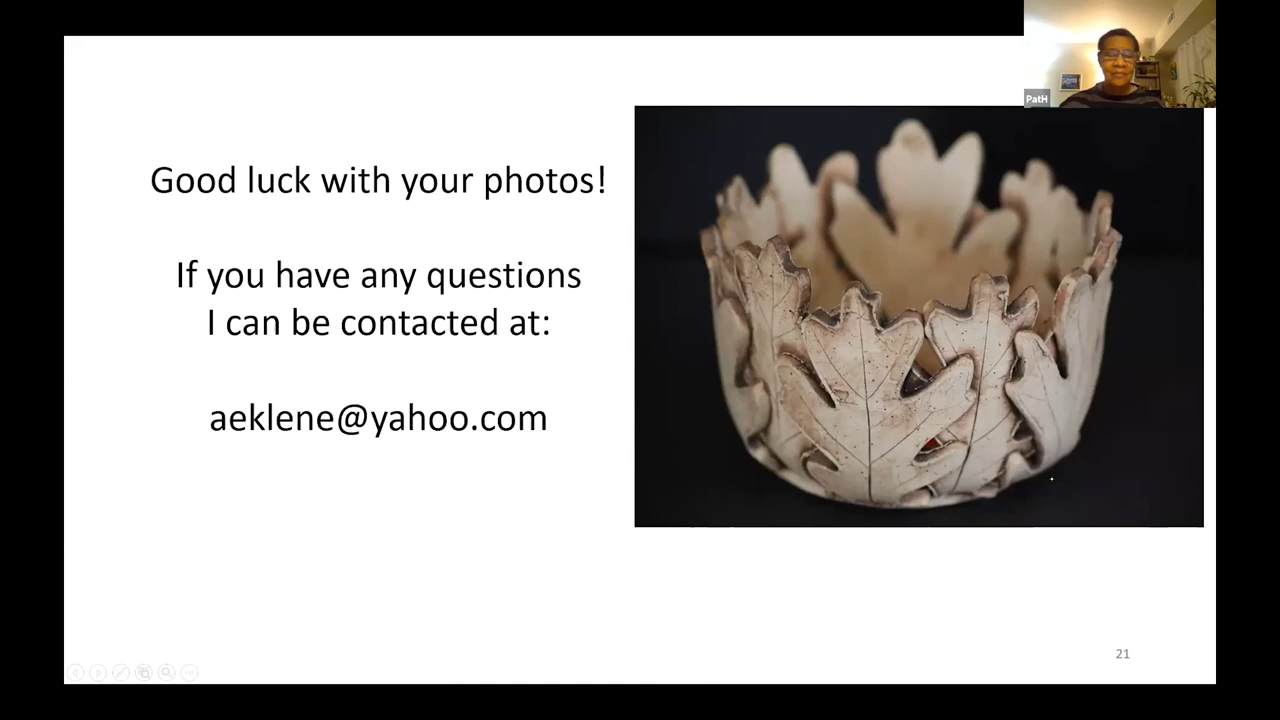 PatH
Good luck with your photos!
If you have any questions
I can be contacted at:
aeklene@yahoo.com
21